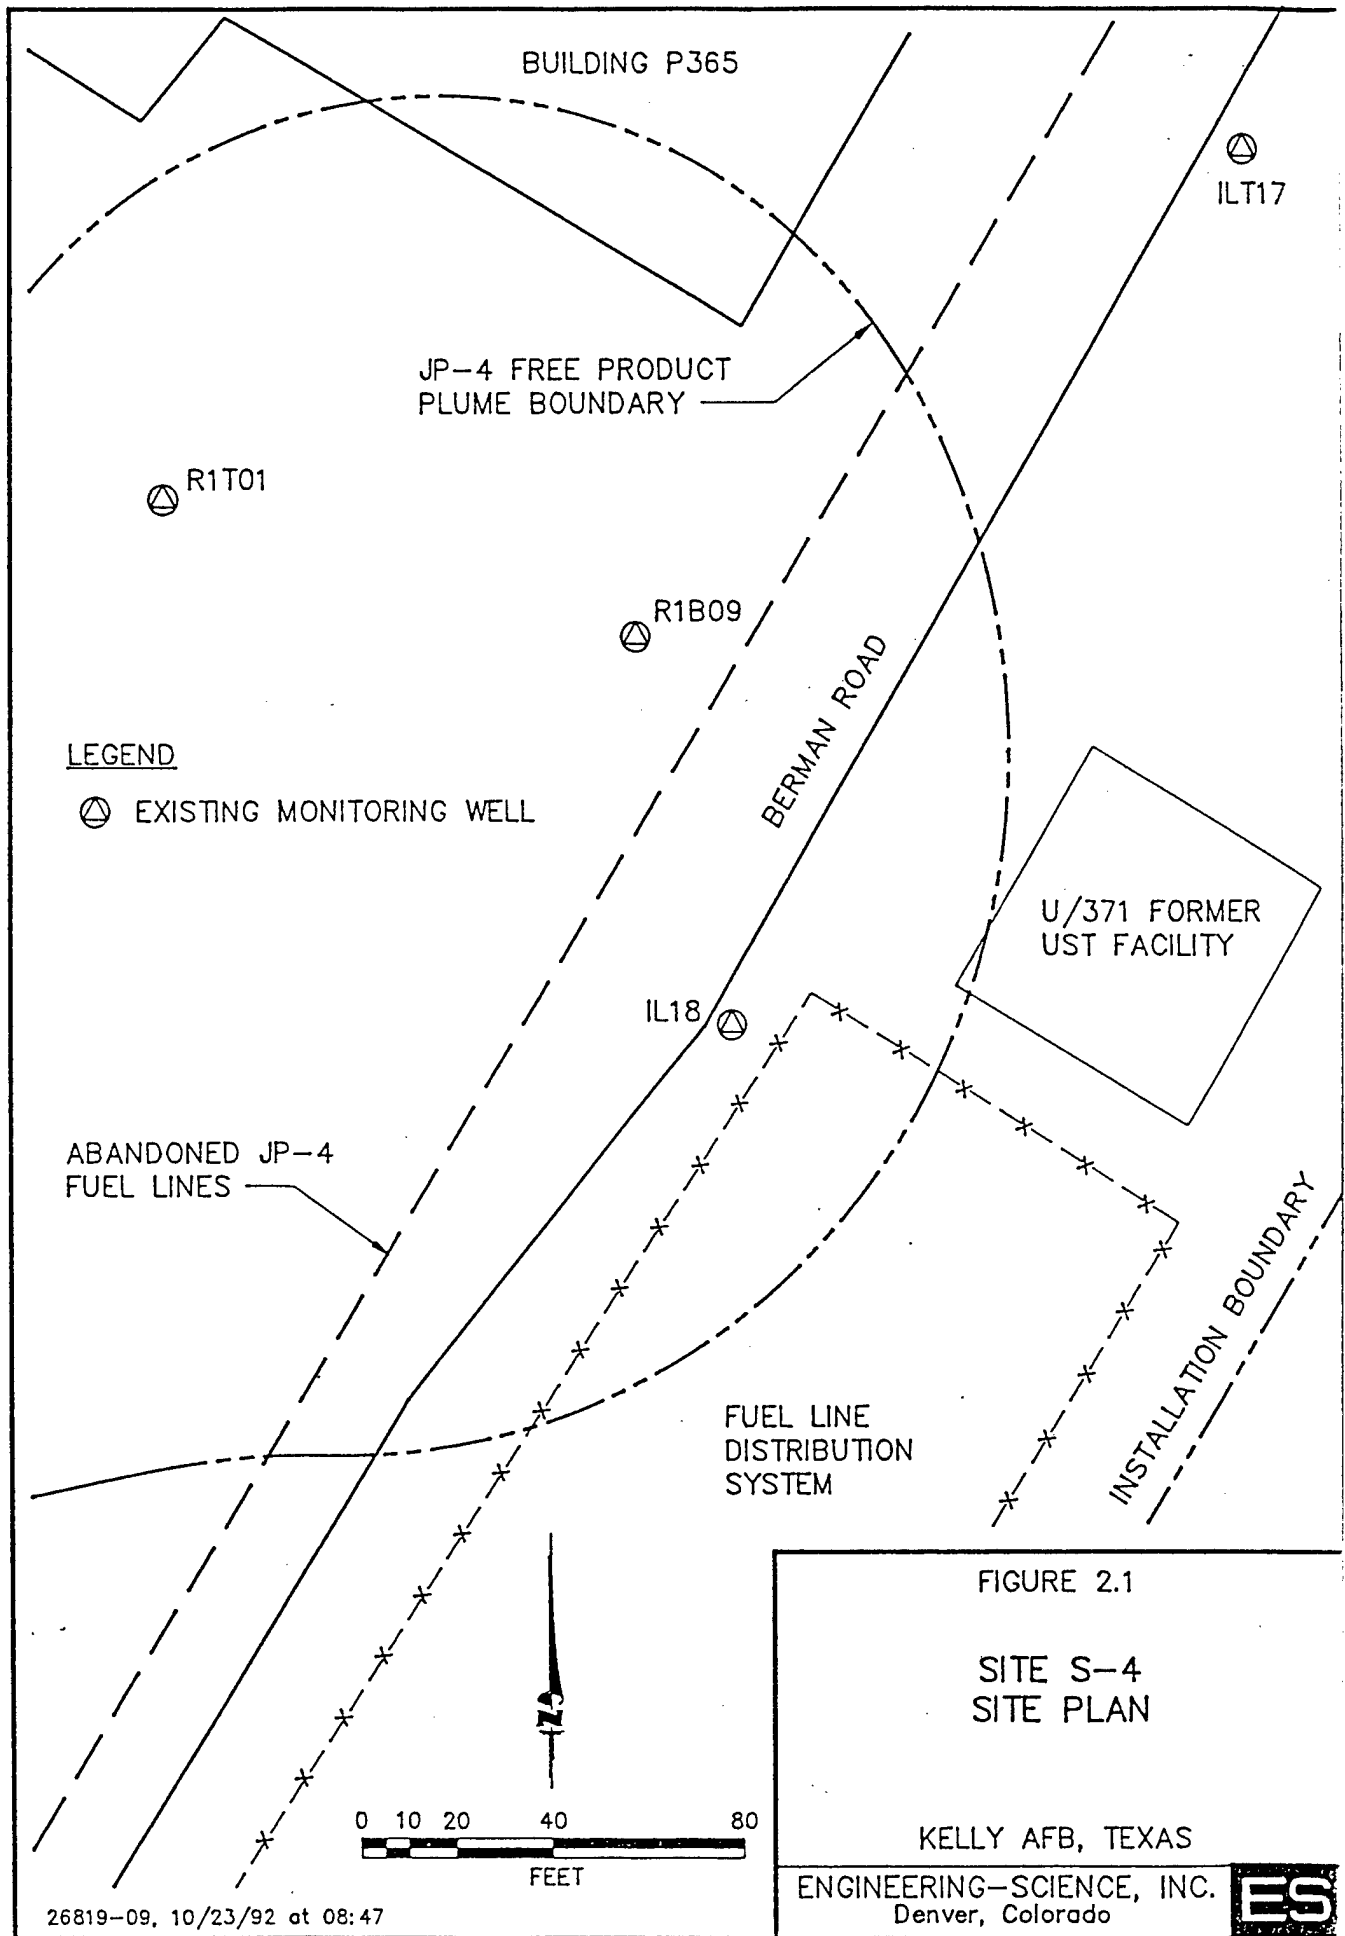 BUILDING P365
ILT17
JP-4 FREE PRODUCT
PLUME BOUNDARY
R1T01
R1B09
BERMAN ROAD
LEGEND
EXISTING MONITORING WELL
U/371 FORMER
UST FACILITY
IL18
ABANDONED JP-4
FUEL LINES
INSTALLATION BOUNDARY
FUEL LINE
DISTRIBUTION
SYSTEM
N
0 10 20 40 80
FEET
FIGURE 2.1
SITE S-4
SITE PLAN
KELLY AFB, TEXAS
ENGINEERING-SCIENCE, INC.
Denver, Colorado
ES
26819-09, 10/23/92 at 08:47